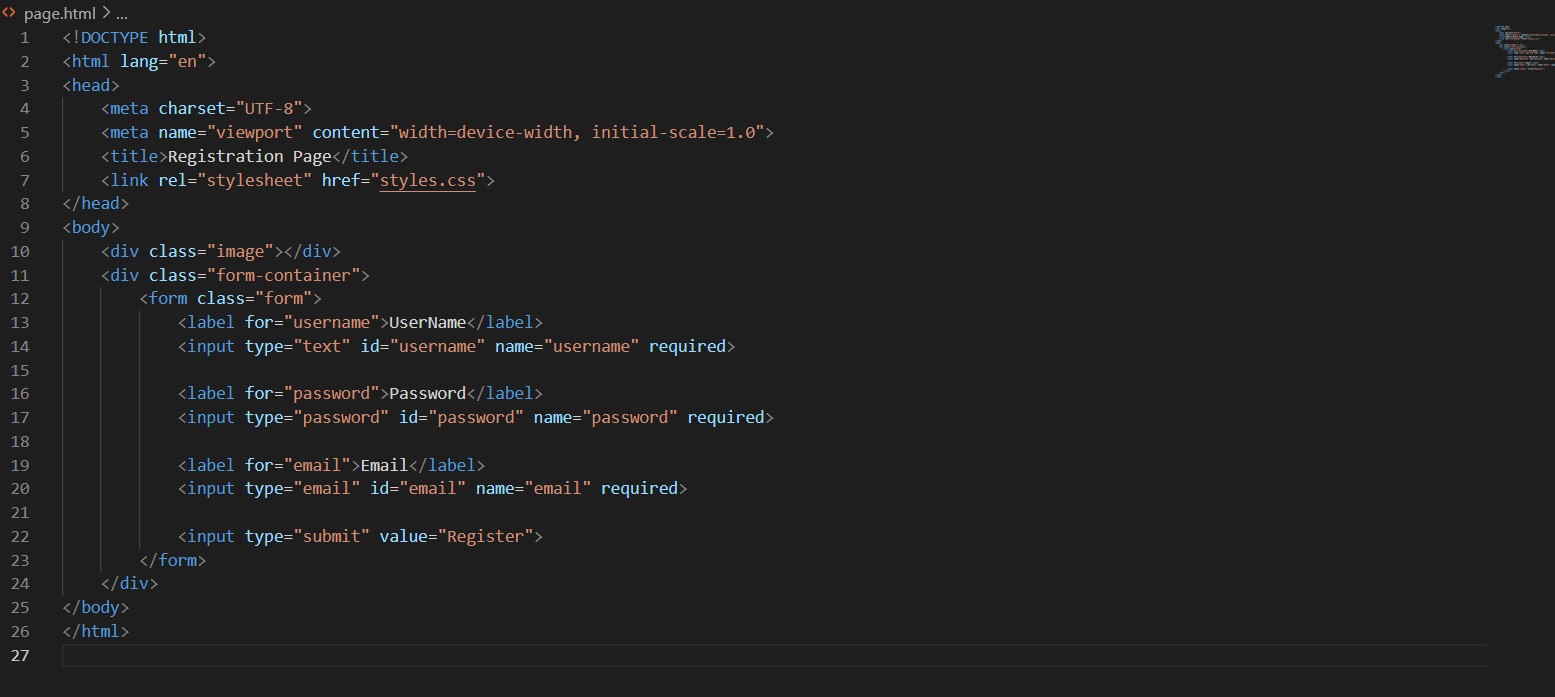 page.html > ...
1 <!DOCTYPE html>
2 <html lang="en">
3 <head>
4     <meta charset="UTF-8">
5     <meta name="viewport" content="width=device-width, initial-scale=1.0">
6     <title>Registration Page</title>
7     <link rel="stylesheet" href="styles.css">
8 </head>
9 <body>
10     <div class="image"></div>
11     <div class="form-container">
12         <form class="form">
13             <label for="username">UserName</label>
14             <input type="text" id="username" name="username" required>
15
16             <label for="password">Password</label>
17             <input type="password" id="password" name="password" required>
18
19             <label for="email">Email</label>
20             <input type="email" id="email" name="email" required>
21
22             <input type="submit" value="Register">
23         </form>
24     </div>
25 </body>
26 </html>
27